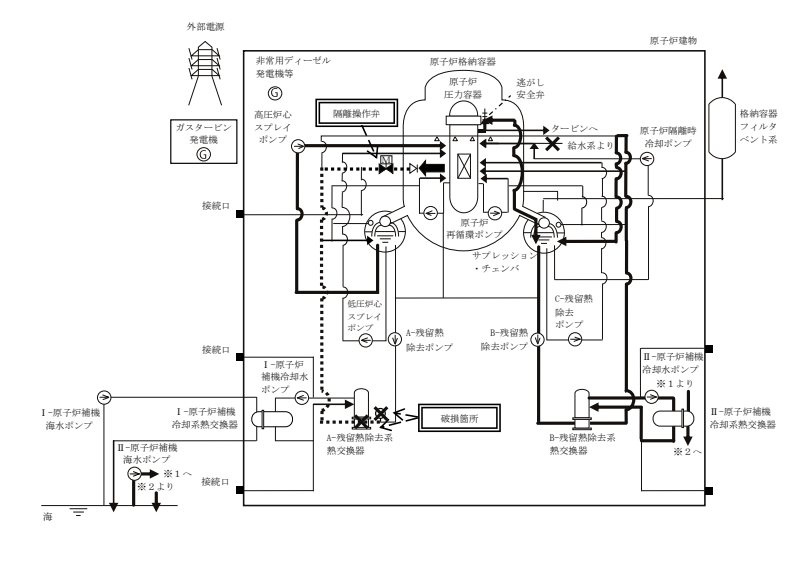 外部電源
原子炉建物
非常用ディーゼル
発電機等
G
原子炉格納容器
原子炉
圧力容器
逃がし
安全弁
隔離操作弁
高圧炉心
スプレイ
ポンプ
ガスタービン
発電機
G
タービンへ
給水系より
原子炉隔離時
冷却ポンプ
格納容器
フィルタ
ベント系
接続口
原子炉
再循環ポンプ
サプレッション
・チェンバ
低圧炉心
スプレイ
ポンプ
A-残留熱
除去ポンプ
B-残留熱
除去ポンプ
C-残留熱
除去
ポンプ
接続口
Ⅰ-原子炉
補機冷却水
ポンプ
Ⅱ-原子炉補機
冷却水ポンプ
※1より
Ⅰ-原子炉補機
海水ポンプ
Ⅰ-原子炉補機
冷却系熱交換器
破損箇所
Ⅱ-原子炉補機
冷却系熱交換器
A-残留熱除去系
熱交換器
B-残留熱除去系
熱交換器
※2へ
Ⅱ-原子炉補機
海水ポンプ
※1へ
※2より
接続口
海